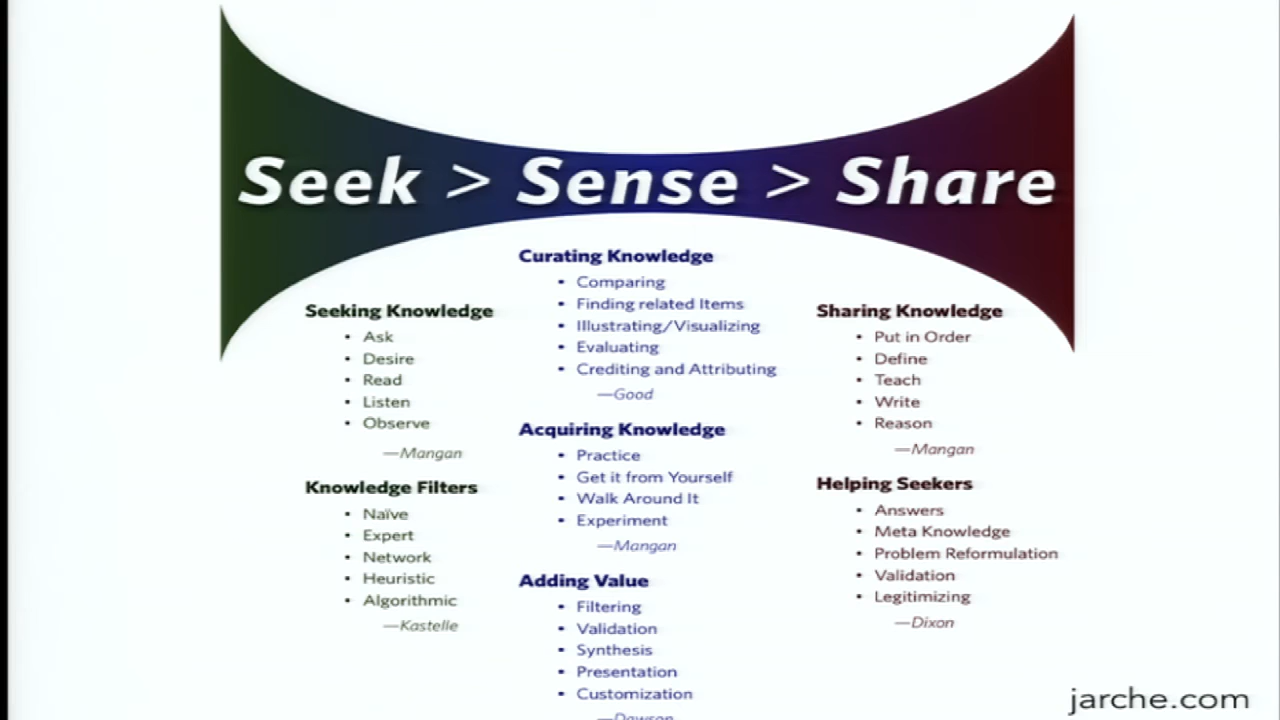 Seek > Sense > Share
Seeking Knowledge
• Ask
• Desire
• Read
• Listen
• Observe
—Mangan
Knowledge Filters
• Naïve
• Expert
• Network
• Heuristic
• Algorithmic
—Kastelle
Curating Knowledge
• Comparing
• Finding related Items
• Illustrating/Visualizing
• Evaluating
• Crediting and Attributing
—Good
Acquiring Knowledge
• Practice
• Get it from Yourself
• Walk Around It
• Experiment
—Mangan
Adding Value
• Filtering
• Validation
• Synthesis
• Presentation
• Customization
—Dawson
Sharing Knowledge
• Put in Order
• Define
• Teach
• Write
• Reason
—Mangan
Helping Seekers
• Answers
• Meta Knowledge
• Problem Reformulation
• Validation
• Legitimizing
—Dixon
jarche.com